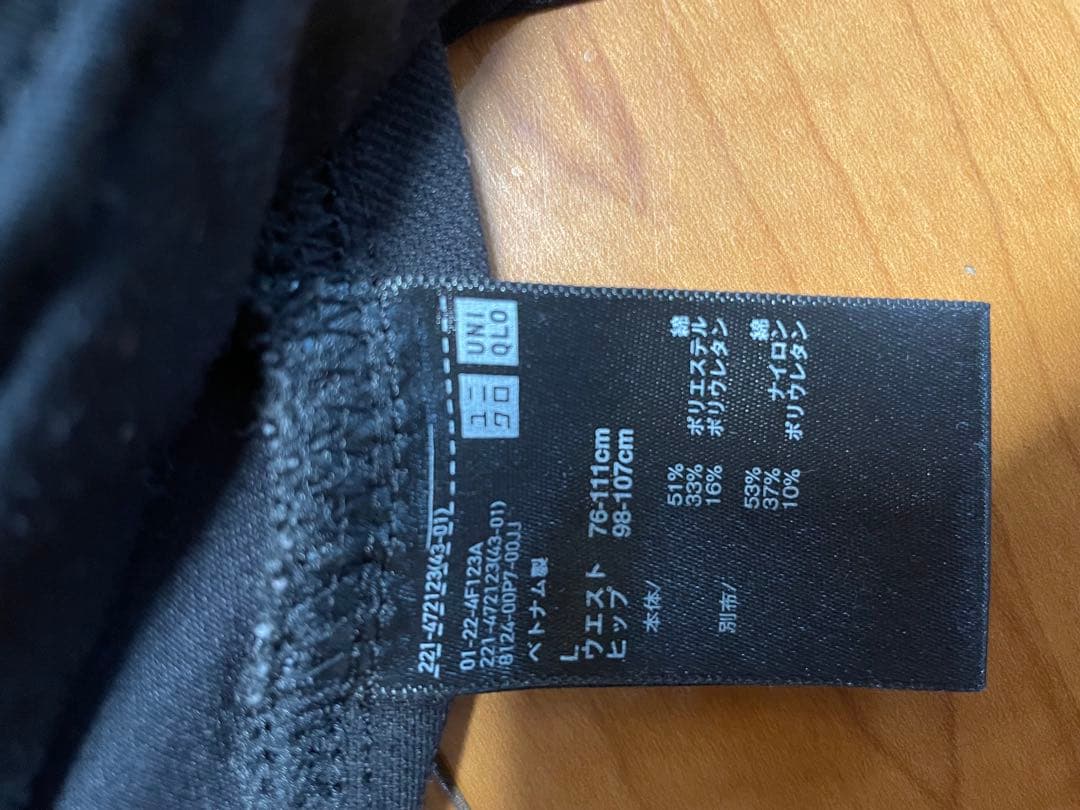 221-472123(43-01)
ユニ
クロ
UNI
QLO
01-22-4F123A
221-472123(43-01)
8124-00P7-00JJ
ベトナム製
L
ウエスト 76-111cm
ヒップ 98-107cm
本体/ 51% 綿
33% ポリエステル
16% ポリウレタン
別布/ 53% 綿
37% ナイロン
10% ポリウレタン